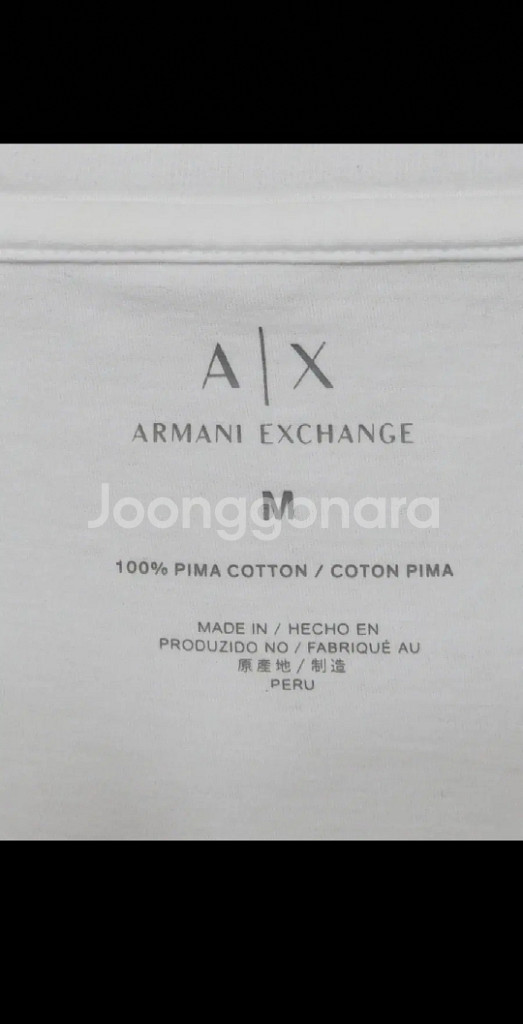 A|X
ARMANI EXCHANGE
M
Joonggonara
100% PIMA COTTON / COTON PIMA
MADE IN / HECHO EN
PRODUZIDO NO / FABRIQUÉ AU
原産地 / 制造
PERU